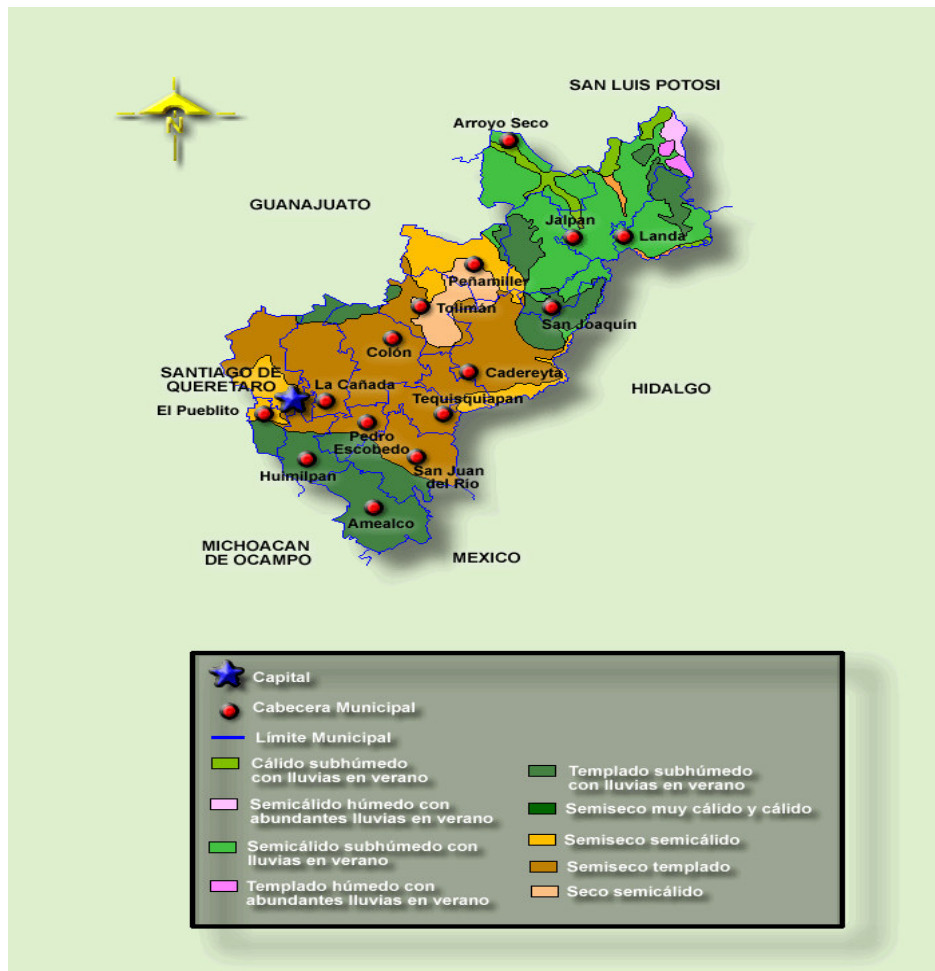 SAN LUIS POTOSI
Arroyo Seco
N
GUANAJUATO
Jalpan
Landa
Peñamiller
Tolimán
San Joaquín
Colón
SANTIAGO DE
QUERETARO
La Cañada
Cadereyta
HIDALGO
El Pueblito
Tequisquiapan
Pedro
Escobedo
Huimilpan
San Juan
del Río
Amealco
MICHOACAN
DE OCAMPO
MEXICO
Capital
Cabecera Municipal
Límite Municipal
Cálido subhúmedo
con lluvias en verano
Semicálido húmedo con
abundantes lluvias en verano
Semicálido subhúmedo con
lluvias en verano
Templado húmedo con
abundantes lluvias en verano
Templado subhúmedo
con lluvias en verano
Semiseco muy cálido y cálido
Semiseco semicálido
Semiseco templado
Seco semicálido